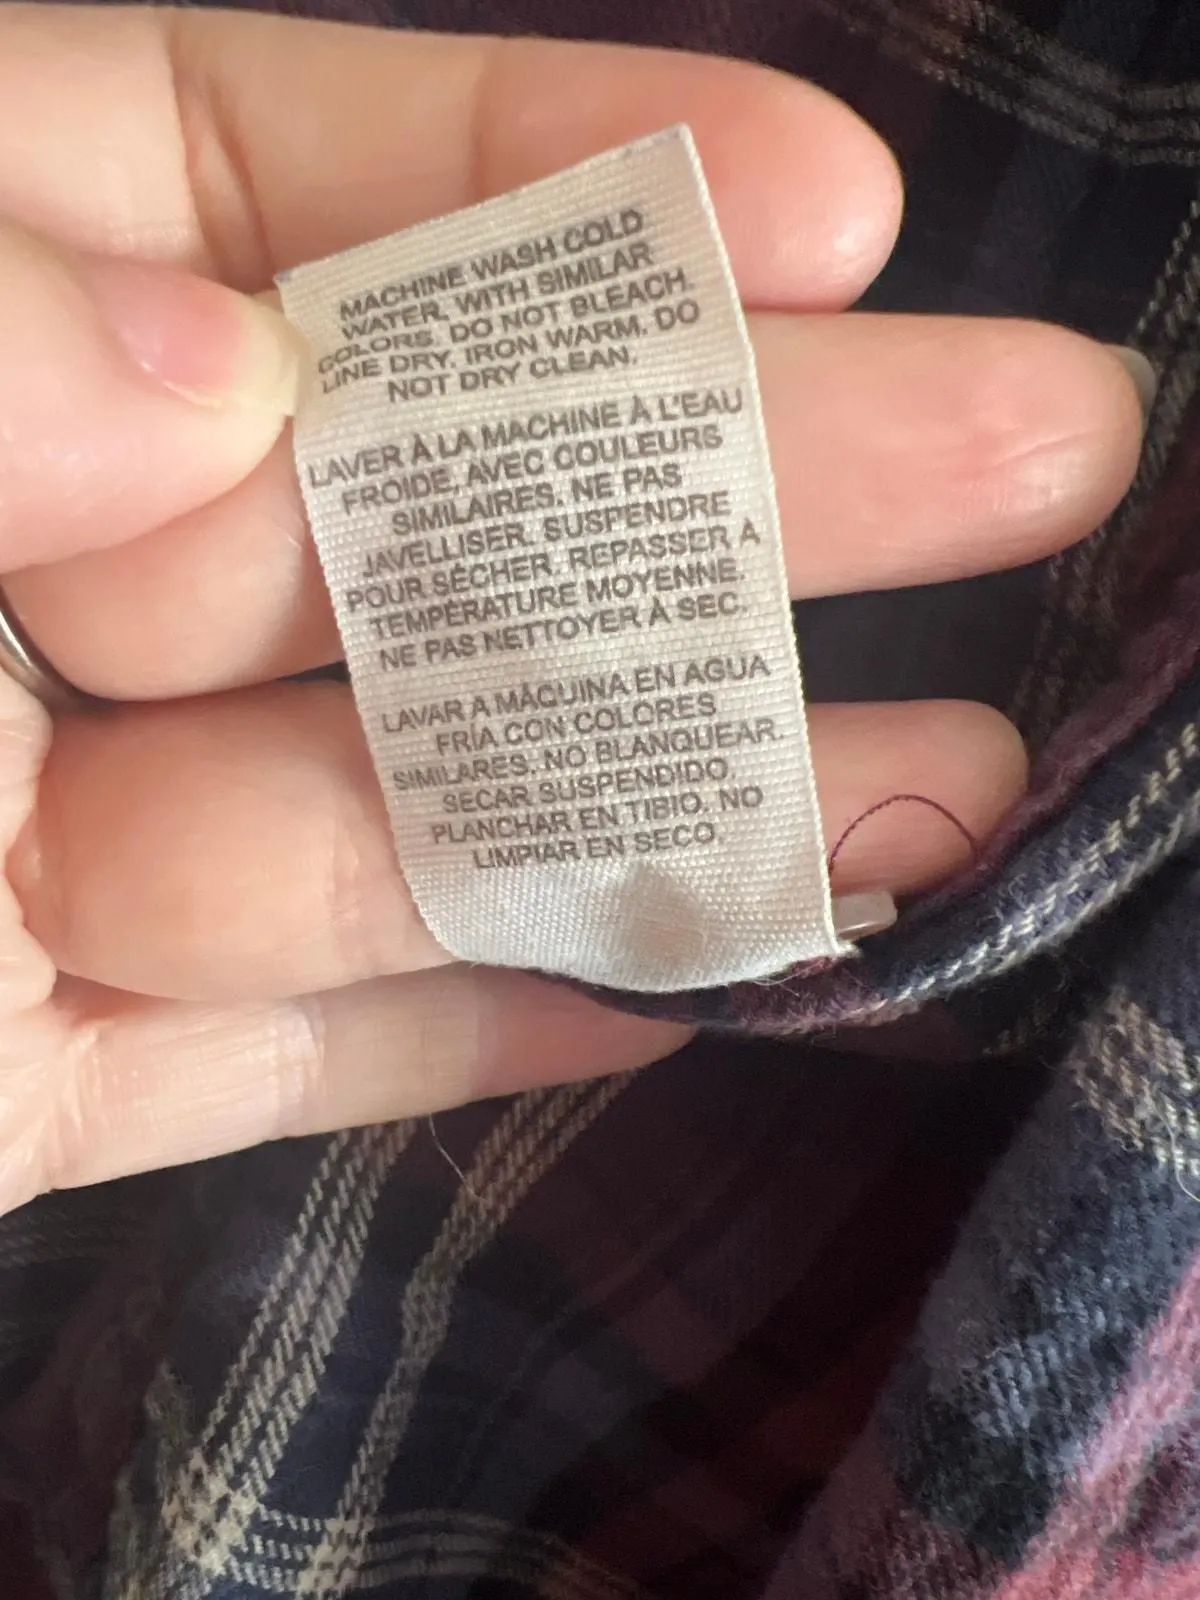 MACHINE WASH COLD
WATER, WITH SIMILAR
COLORS. DO NOT BLEACH.
LINE DRY. IRON WARM. DO
NOT DRY CLEAN.
LAVER À LA MACHINE À L'EAU
FROIDE, AVEC COULEURS
SIMILAIRES. NE PAS
JAVELLISER. SUSPENDRE
POUR SÉCHER. REPASSER À
TEMPÉRATURE MOYENNE.
NE PAS NETTOYER À SEC.
LAVAR A MÁQUINA EN AGUA
FRÍA CON COLORES
SIMILARES. NO BLANQUEAR.
SECAR SUSPENDIDO.
PLANCHAR EN TIBIO. NO
LIMPIAR EN SECO.